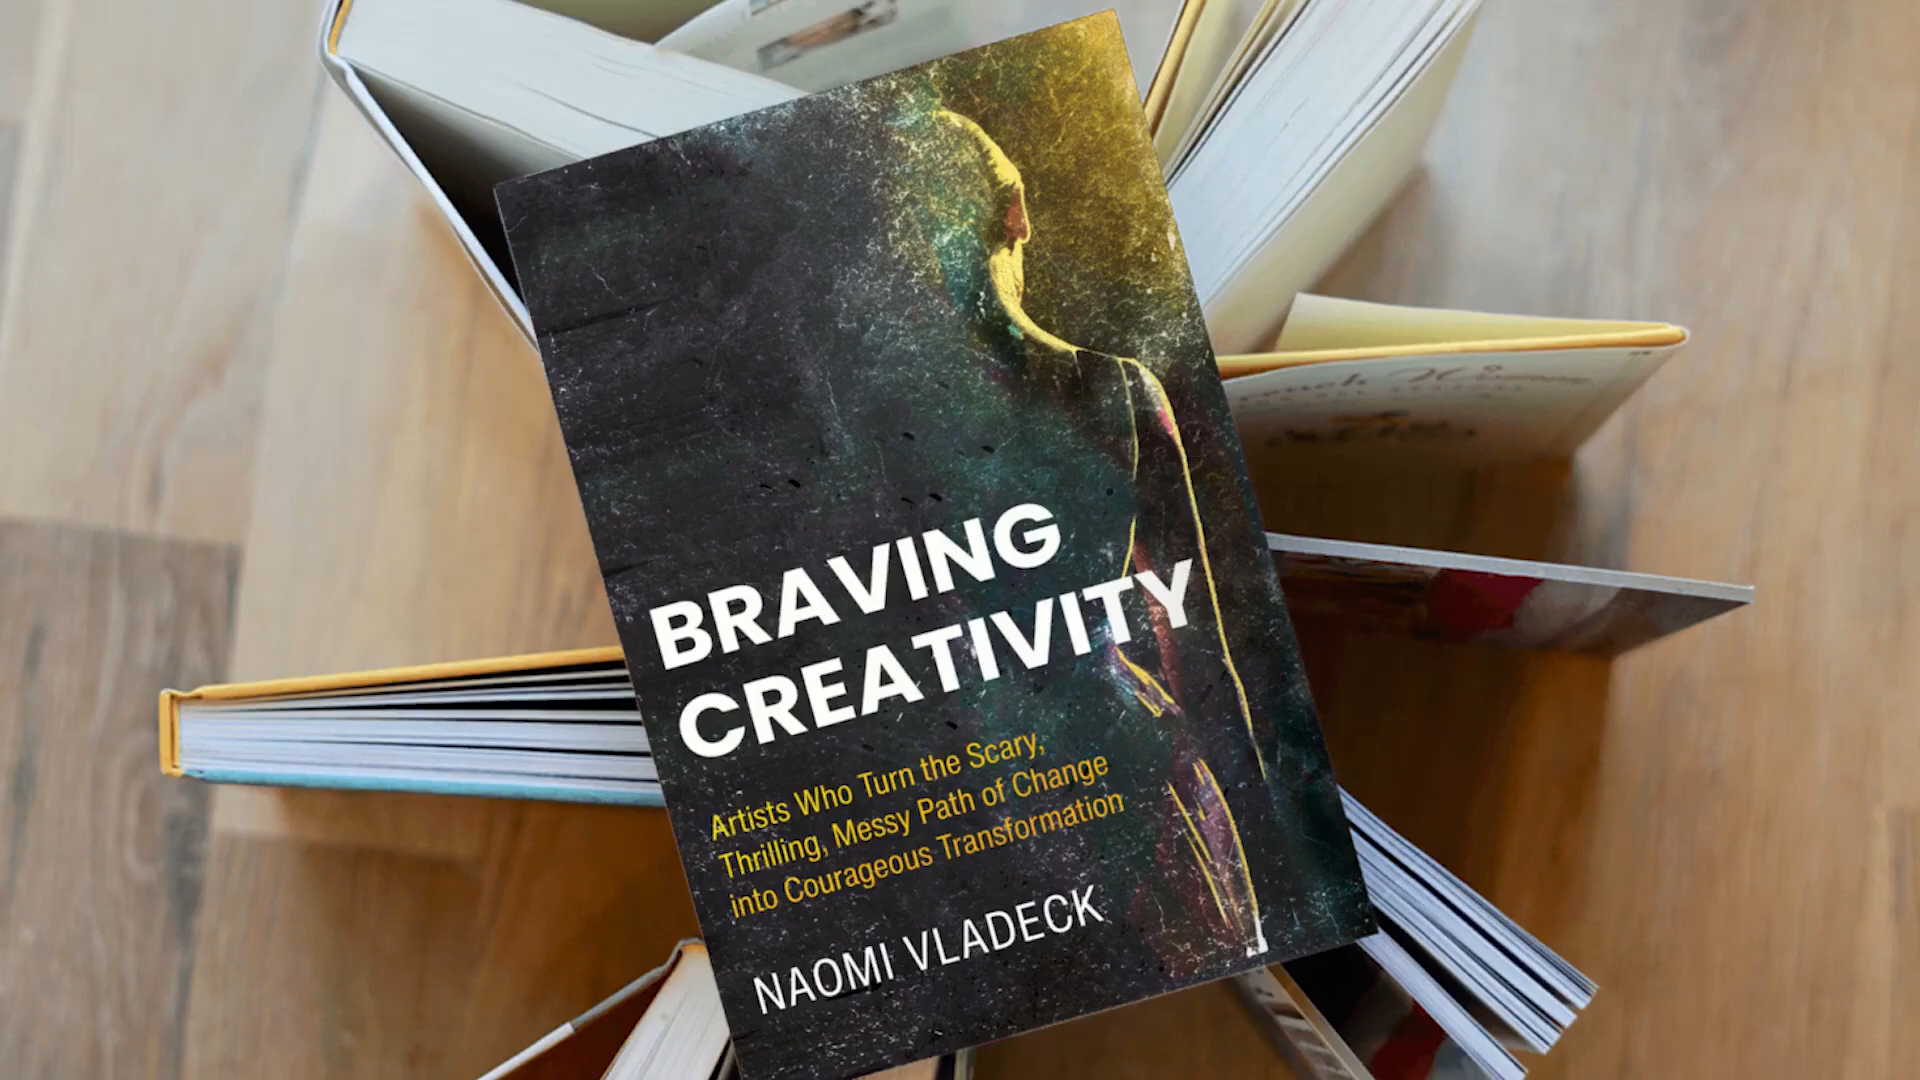 BRAVING
CREATIVITY
Artists Who Turn the Scary,
Thrilling, Messy Path of Change
into Courageous Transformation
NAOMI VLADECK